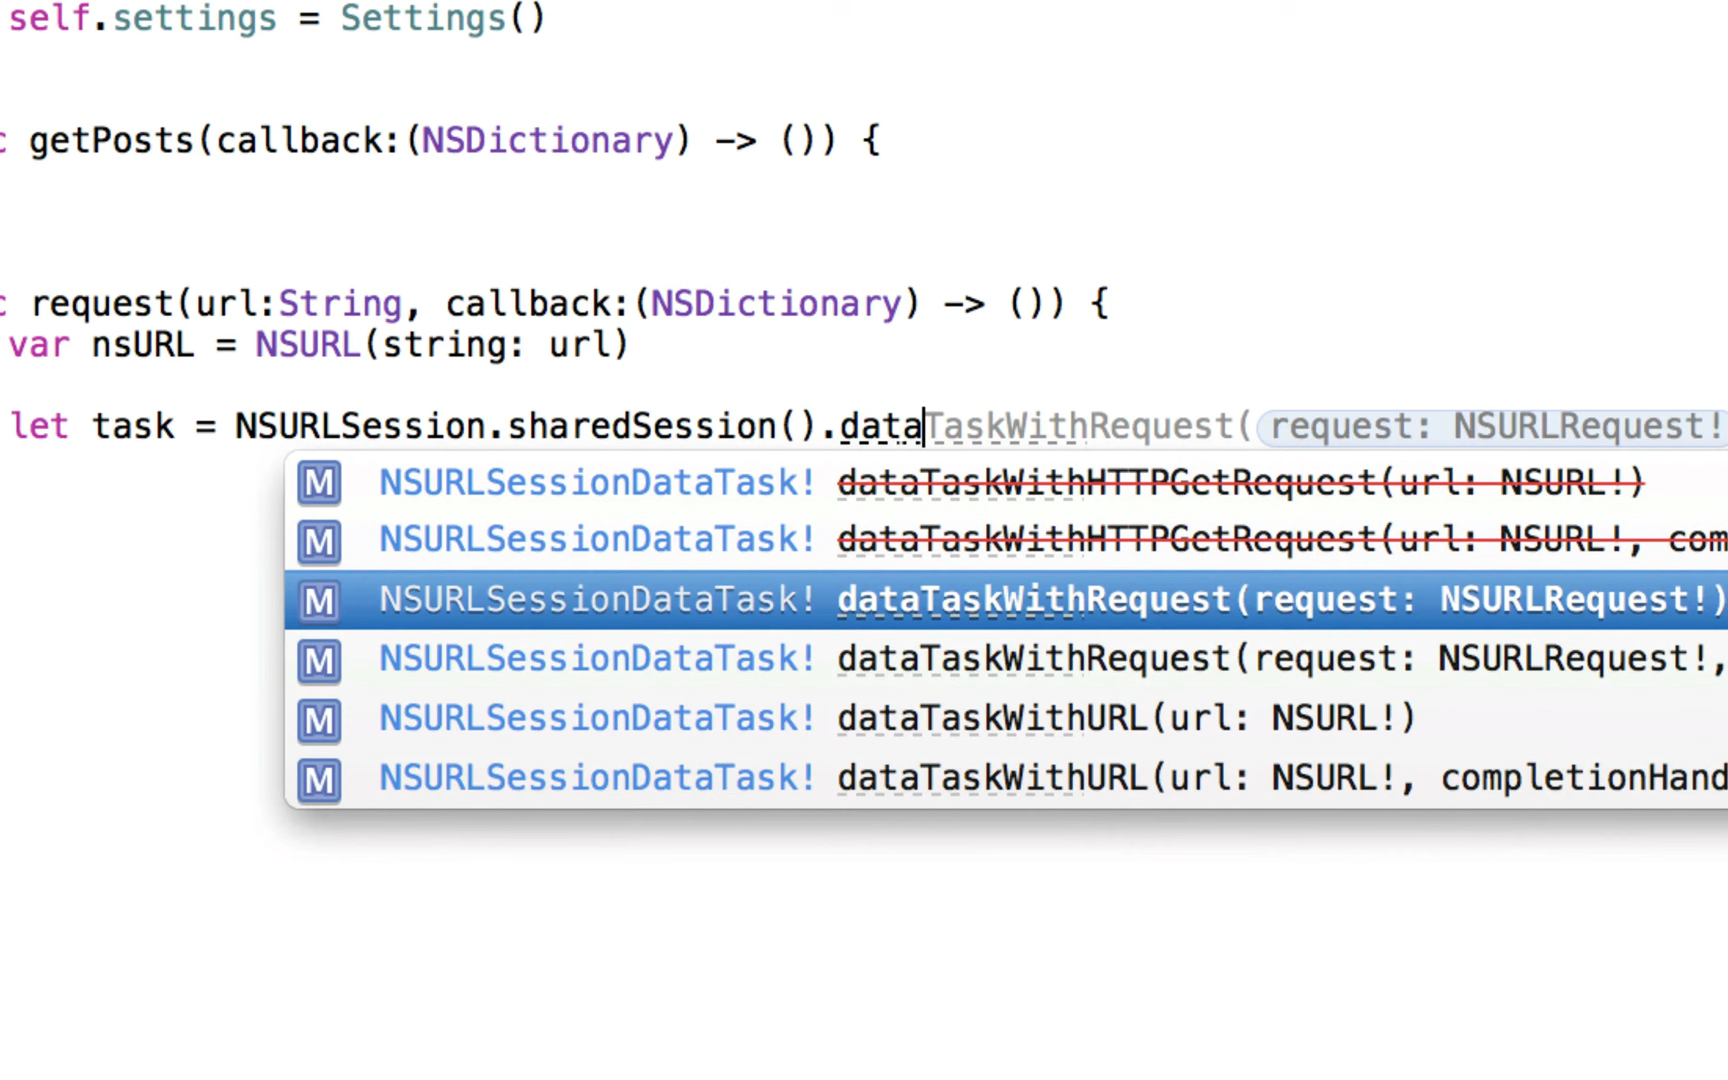 self.settings = Settings()
c getPosts(callback:(NSDictionary) -> ()) {
c request(url:String, callback:(NSDictionary) -> ()) {
var nsURL = NSURL(string: url)
let task = NSURLSession.sharedSession().dataTaskWithRequest(request: NSURLRequest!
M NSURLSessionDataTask! dataTaskWithHTTPGetRequest(url: NSURL!)
M NSURLSessionDataTask! dataTaskWithHTTPGetRequest(url: NSURL!, com
M NSURLSessionDataTask! dataTaskWithRequest(request: NSURLRequest!)
M NSURLSessionDataTask! dataTaskWithRequest(request: NSURLRequest!,
M NSURLSessionDataTask! dataTaskWithURL(url: NSURL!)
M NSURLSessionDataTask! dataTaskWithURL(url: NSURL!, completionHand